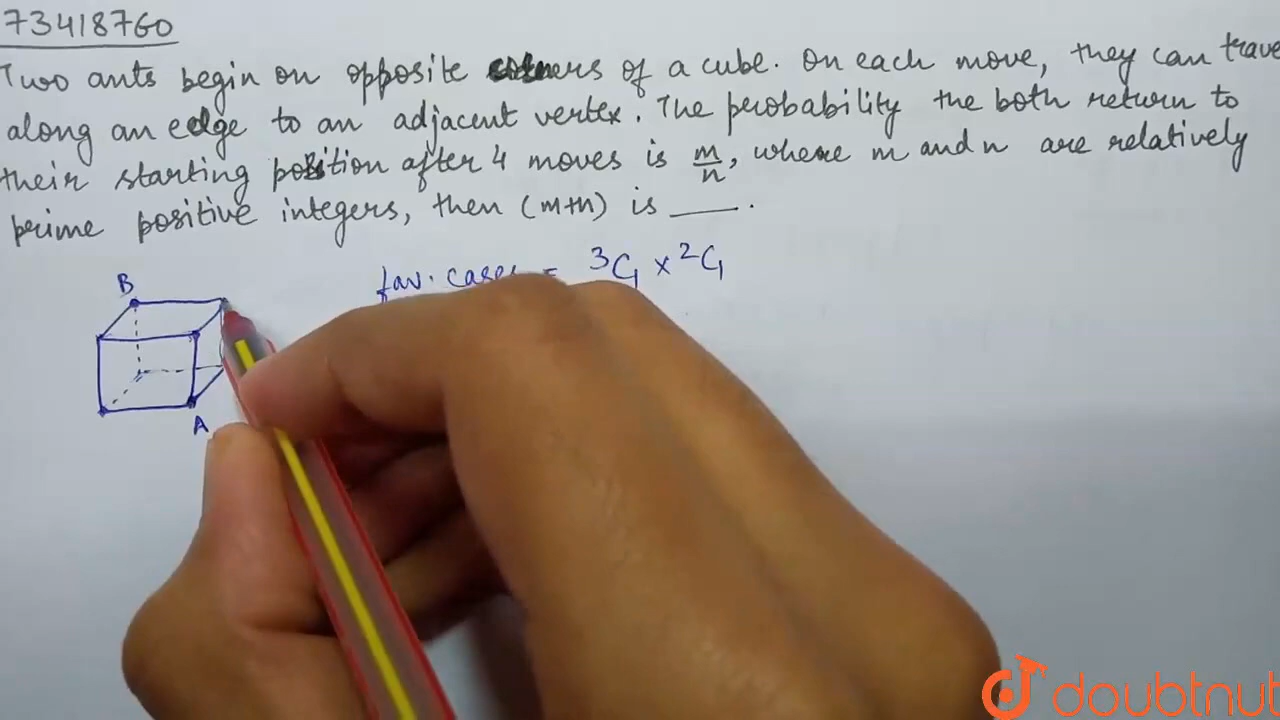 73418760
Two ants begin on opposite corners of a cube. On each move, they can trave
along an edge to an adjacent vertex. The probability the both return to
their starting position after 4 moves is m/n, where m and n are relatively
prime positive integers, then (m+n) is ___.
B
fav. cases = ³C₁ × ²C₁
A
doubtnut